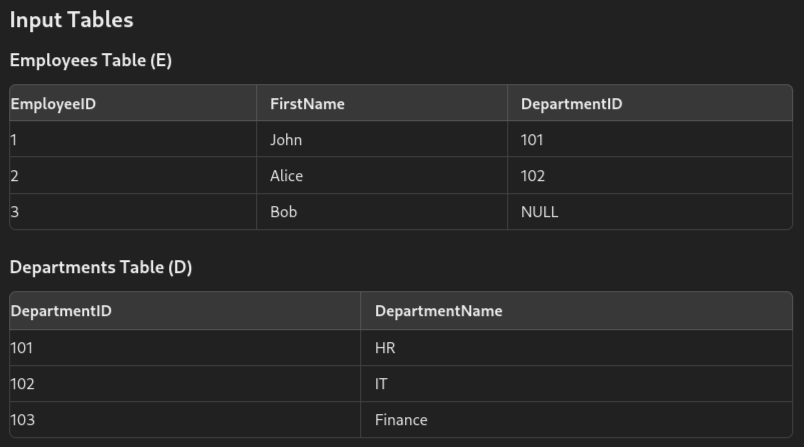 Input Tables
Employees Table (E)
EmployeeID FirstName DepartmentID
1 John 101
2 Alice 102
3 Bob NULL
Departments Table (D)
DepartmentID DepartmentName
101 HR
102 IT
103 Finance